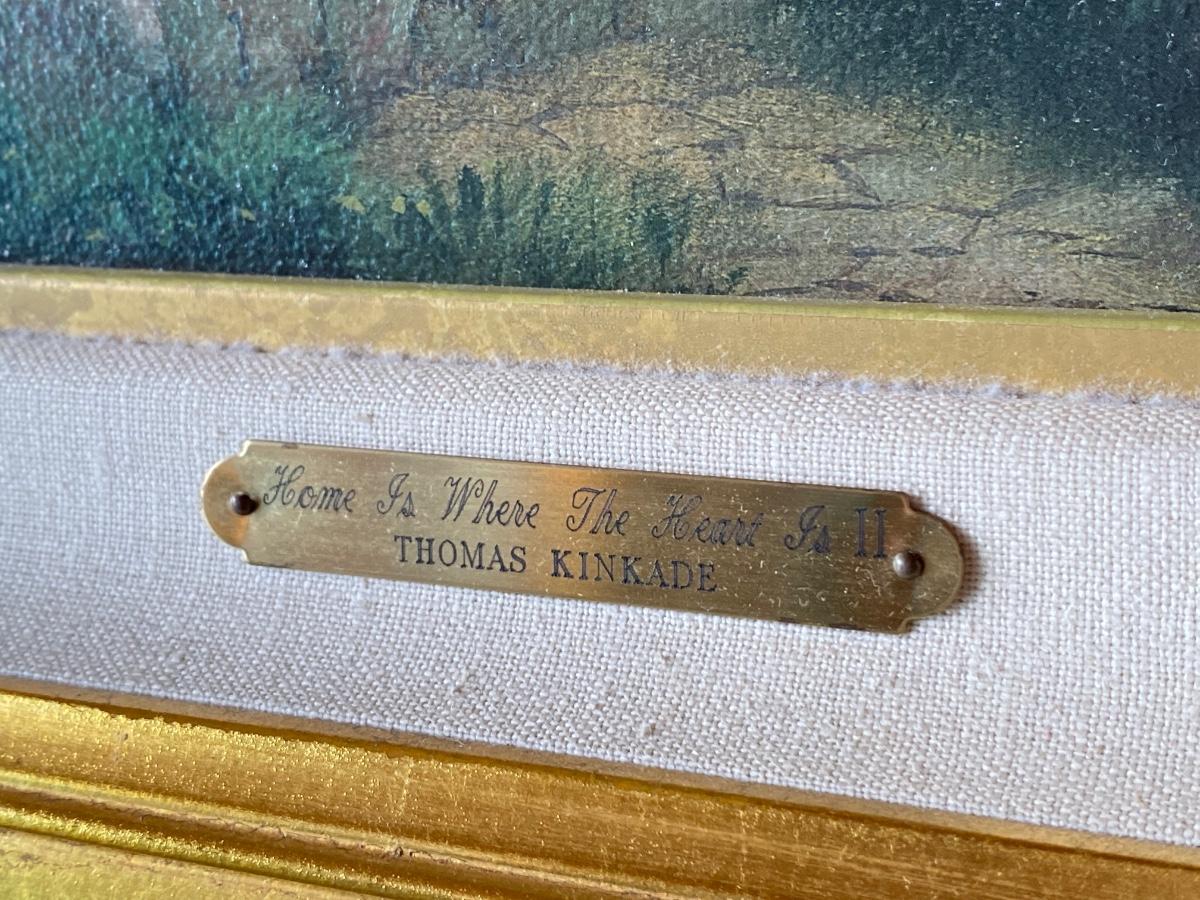 Home Is Where The Heart Is II
THOMAS KINKADE